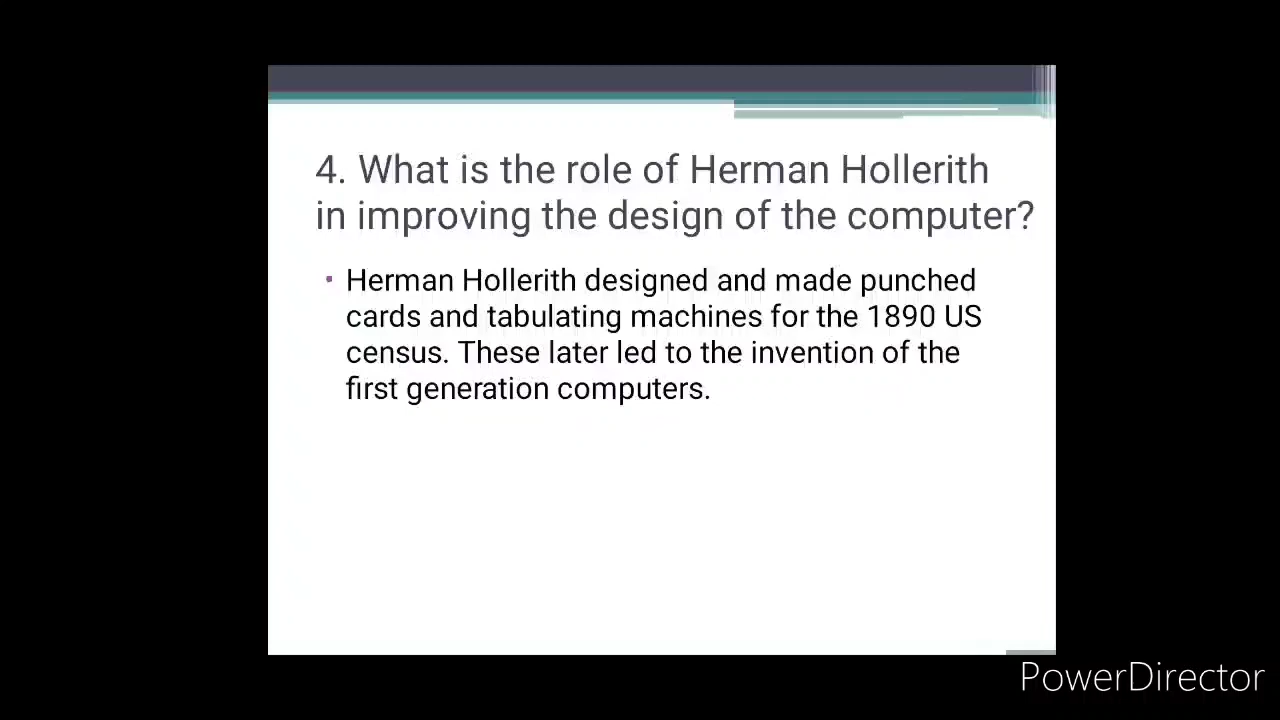 4. What is the role of Herman Hollerith
in improving the design of the computer?
• Herman Hollerith designed and made punched
cards and tabulating machines for the 1890 US
census. These later led to the invention of the
first generation computers.
PowerDirector